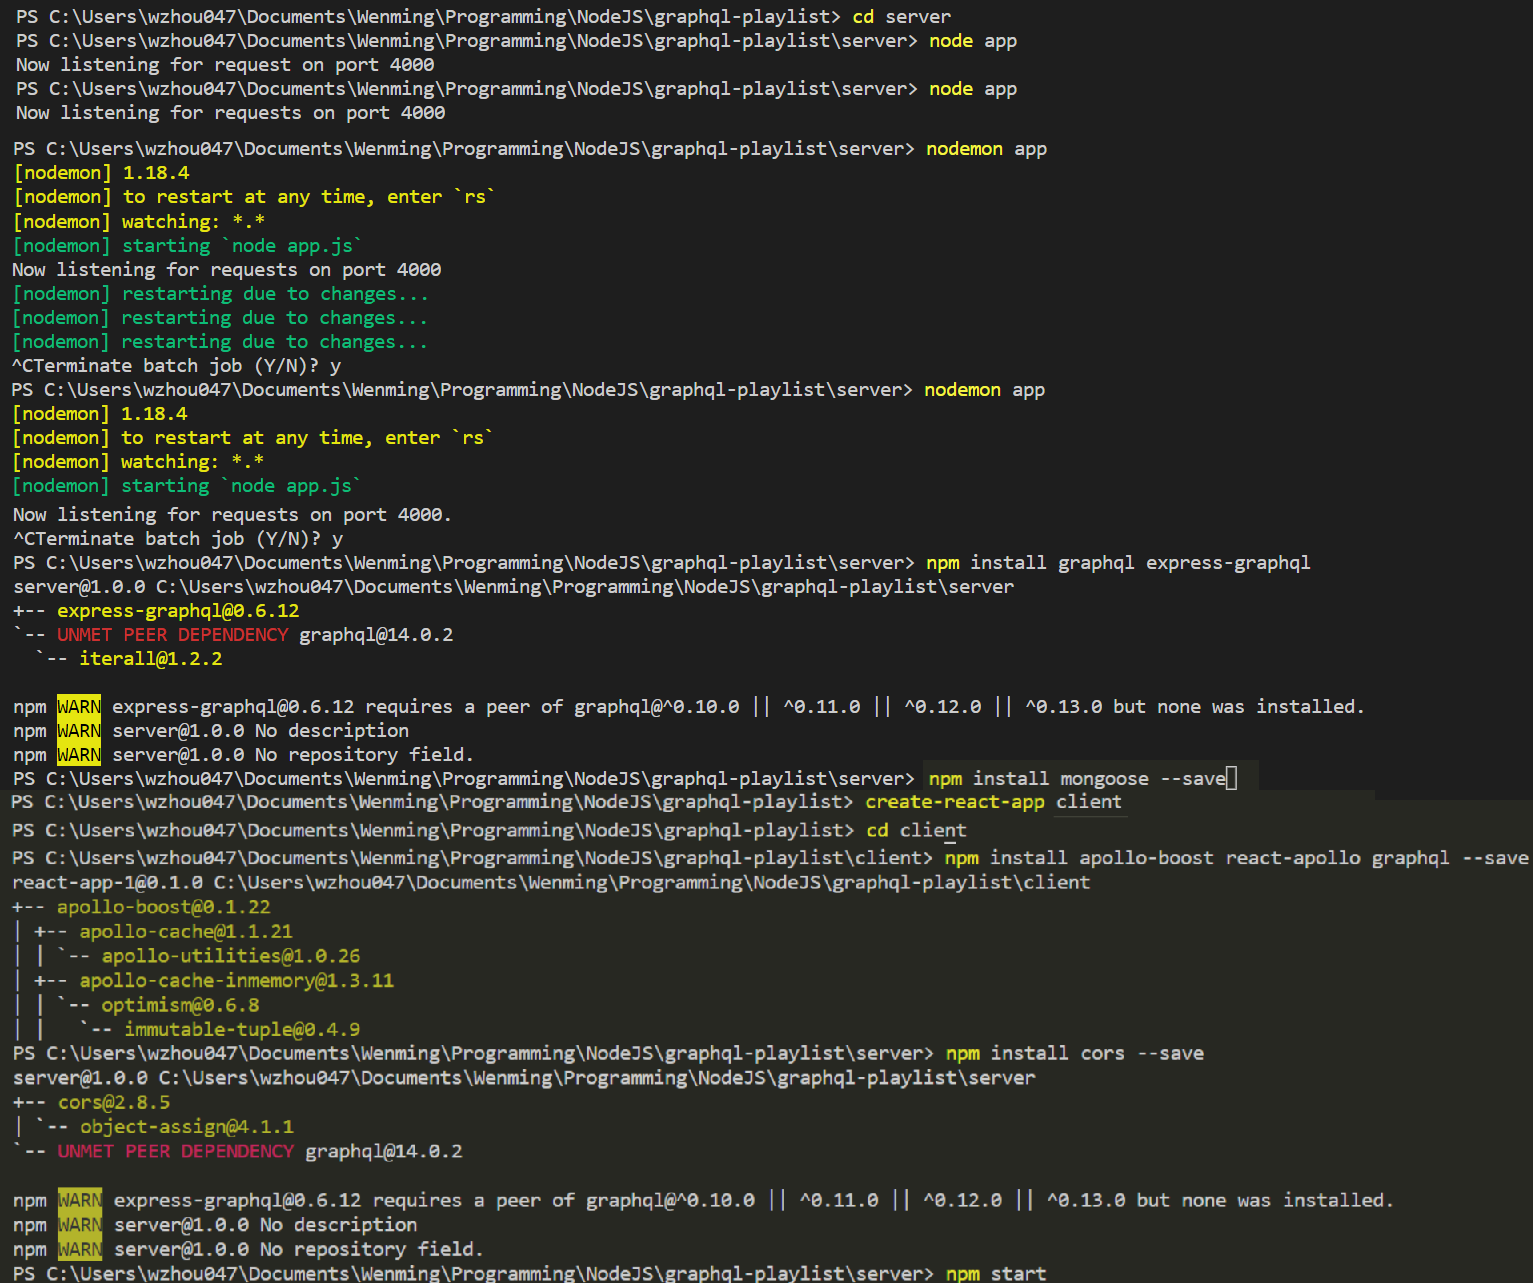 PS C:\Users\wzhou047\Documents\Wenming\Programming\NodeJS\graphql-playlist> cd server
PS C:\Users\wzhou047\Documents\Wenming\Programming\NodeJS\graphql-playlist\server> node app
Now listening for request on port 4000
PS C:\Users\wzhou047\Documents\Wenming\Programming\NodeJS\graphql-playlist\server> node app
Now listening for requests on port 4000
PS C:\Users\wzhou047\Documents\Wenming\Programming\NodeJS\graphql-playlist\server> nodemon app
[nodemon] 1.18.4
[nodemon] to restart at any time, enter `rs`
[nodemon] watching: *.*
[nodemon] starting `node app.js`
Now listening for requests on port 4000
[nodemon] restarting due to changes...
[nodemon] restarting due to changes...
[nodemon] restarting due to changes...
^CTerminate batch job (Y/N)? y
PS C:\Users\wzhou047\Documents\Wenming\Programming\NodeJS\graphql-playlist\server> nodemon app
[nodemon] 1.18.4
[nodemon] to restart at any time, enter `rs`
[nodemon] watching: *.*
[nodemon] starting `node app.js`
Now listening for requests on port 4000.
^CTerminate batch job (Y/N)? y
PS C:\Users\wzhou047\Documents\Wenming\Programming\NodeJS\graphql-playlist\server> npm install graphql express-graphql
server@1.0.0 C:\Users\wzhou047\Documents\Wenming\Programming\NodeJS\graphql-playlist\server
+-- express-graphql@0.6.12
`-- UNMET PEER DEPENDENCY graphql@14.0.2
  `-- iterall@1.2.2
npm WARN express-graphql@0.6.12 requires a peer of graphql@^0.10.0 || ^0.11.0 || ^0.12.0 || ^0.13.0 but none was installed.
npm WARN server@1.0.0 No description
npm WARN server@1.0.0 No repository field.
PS C:\Users\wzhou047\Documents\Wenming\Programming\NodeJS\graphql-playlist\server> npm install mongoose --save
PS C:\Users\wzhou047\Documents\Wenming\Programming\NodeJS\graphql-playlist> create-react-app client
PS C:\Users\wzhou047\Documents\Wenming\Programming\NodeJS\graphql-playlist> cd client
PS C:\Users\wzhou047\Documents\Wenming\Programming\NodeJS\graphql-playlist\client> npm install apollo-boost react-apollo graphql --save
react-app-1@0.1.0 C:\Users\wzhou047\Documents\Wenming\Programming\NodeJS\graphql-playlist\client
+-- apollo-boost@0.1.22
| +-- apollo-cache@1.1.21
| | `-- apollo-utilities@1.0.26
| +-- apollo-cache-inmemory@1.3.11
| | `-- optimism@0.6.8
| |   `-- immutable-tuple@0.4.9
PS C:\Users\wzhou047\Documents\Wenming\Programming\NodeJS\graphql-playlist\server> npm install cors --save
server@1.0.0 C:\Users\wzhou047\Documents\Wenming\Programming\NodeJS\graphql-playlist\server
+-- cors@2.8.5
| `-- object-assign@4.1.1
`-- UNMET PEER DEPENDENCY graphql@14.0.2
npm WARN express-graphql@0.6.12 requires a peer of graphql@^0.10.0 || ^0.11.0 || ^0.12.0 || ^0.13.0 but none was installed.
npm WARN server@1.0.0 No description
npm WARN server@1.0.0 No repository field.
PS C:\Users\wzhou047\Documents\Wenming\Programming\NodeJS\graphql-playlist\server> npm start